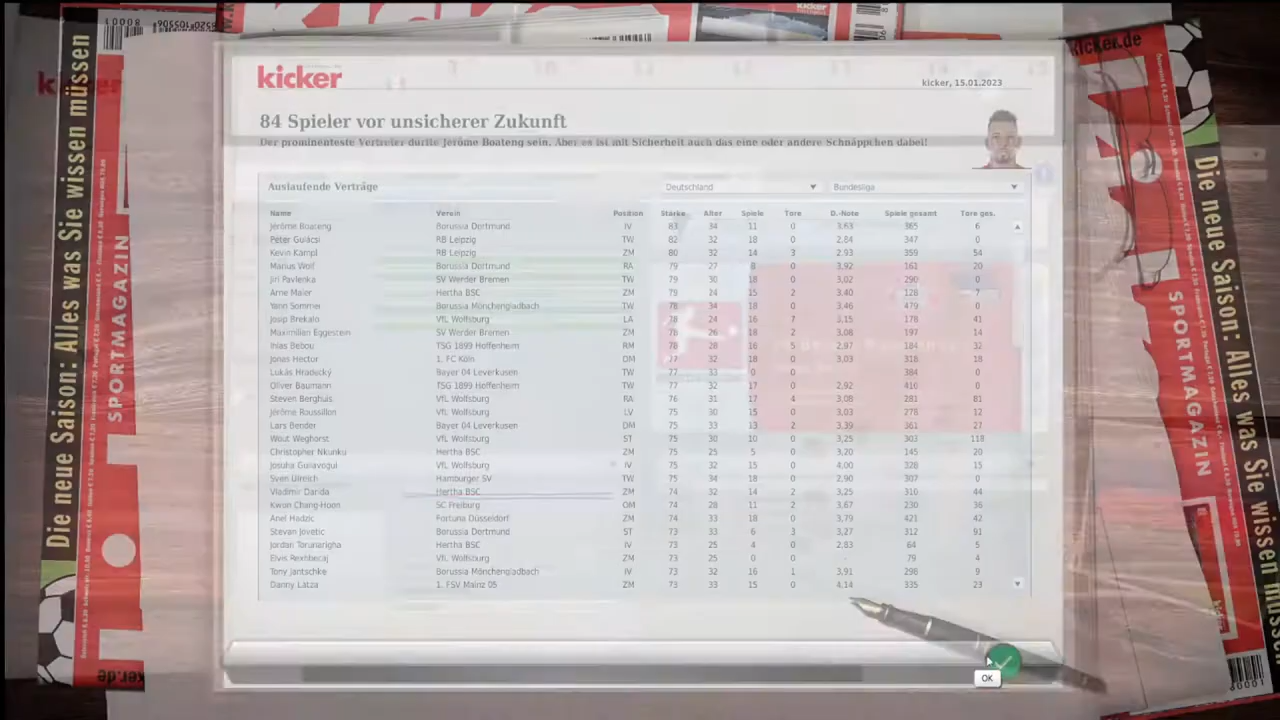 kicker
kicker, 15.01.2023
84 Spieler vor unsicherer Zukunft
Der prominenteste Vertreter dürfte Jérôme Boateng sein. Aber es ist mit Sicherheit auch das eine oder andere Schnäppchen dabei!
Auslaufende Verträge Deutschland Bundesliga
Name Verein Position Stärke Alter Spiele Tore D.-Note Spiele gesamt Tore ges.
Jérôme Boateng Borussia Dortmund IV 83 34 11 0 3,63 365 6
Péter Gulácsi RB Leipzig TW 82 32 18 0 2,84 347 0
Kevin Kampl RB Leipzig ZM 80 32 14 3 2,93 359 54
Marius Wolf Borussia Dortmund RA 79 27 8 0 3,92 161 20
Jiri Pavlenka SV Werder Bremen TW 79 30 18 0 3,02 290 0
Arne Maier Hertha BSC ZM 79 24 15 2 3,40 128 7
Yann Sommer Borussia Mönchengladbach TW 78 34 18 0 3,46 479 0
Josip Brekalo VfL Wolfsburg LA 78 24 16 7 3,15 178 41
Maximilian Eggestein SV Werder Bremen ZM 78 26 18 2 3,08 197 14
Ihlas Bebou TSG 1899 Hoffenheim RM 78 28 16 5 2,97 184 32
Jonas Hector 1. FC Köln DM 77 32 18 0 3,03 318 18
Lukás Hradecky Bayer 04 Leverkusen TW 77 33 0 0 384 0
Oliver Baumann TSG 1899 Hoffenheim TW 77 32 17 0 2,92 410 0
Steven Berghuis VfL Wolfsburg RA 76 31 17 4 3,08 281 81
Jérôme Roussillon VfL Wolfsburg LV 75 30 15 0 3,03 278 12
Lars Bender Bayer 04 Leverkusen DM 75 33 13 2 3,39 361 27
Wout Weghorst VfL Wolfsburg ST 75 30 10 0 3,25 303 118
Christopher Nkunku Hertha BSC ZM 75 25 5 0 3,20 145 20
Josuha Guilavogui VfL Wolfsburg IV 75 32 15 0 4,00 328 15
Sven Ulreich Hamburger SV TW 75 34 18 0 2,90 307 0
Vladimir Darida Hertha BSC ZM 74 32 14 2 3,25 310 44
Kwon Chang-Hoon SC Freiburg OM 74 28 11 2 3,67 230 36
Anel Hadzic Fortuna Düsseldorf ZM 74 33 18 0 3,79 421 42
Stevan Jovetic Borussia Dortmund ST 73 33 6 3 3,27 312 91
Jordan Torunarigha Hertha BSC IV 73 25 4 0 2,83 64 5
Elvis Rexhbecaj VfL Wolfsburg ZM 73 25 0 0 - 79 4
Tony Jantschke Borussia Mönchengladbach IV 73 32 16 1 3,91 298 9
Danny Latza 1. FSV Mainz 05 ZM 73 33 15 0 4,14 335 23
OK
Die neue Saison: Alles was Sie wissen müssen
SPORTMAGAZIN
kicker.de
Die neue Saison: Alles was Sie wissen müssen
SPORTMAGAZIN